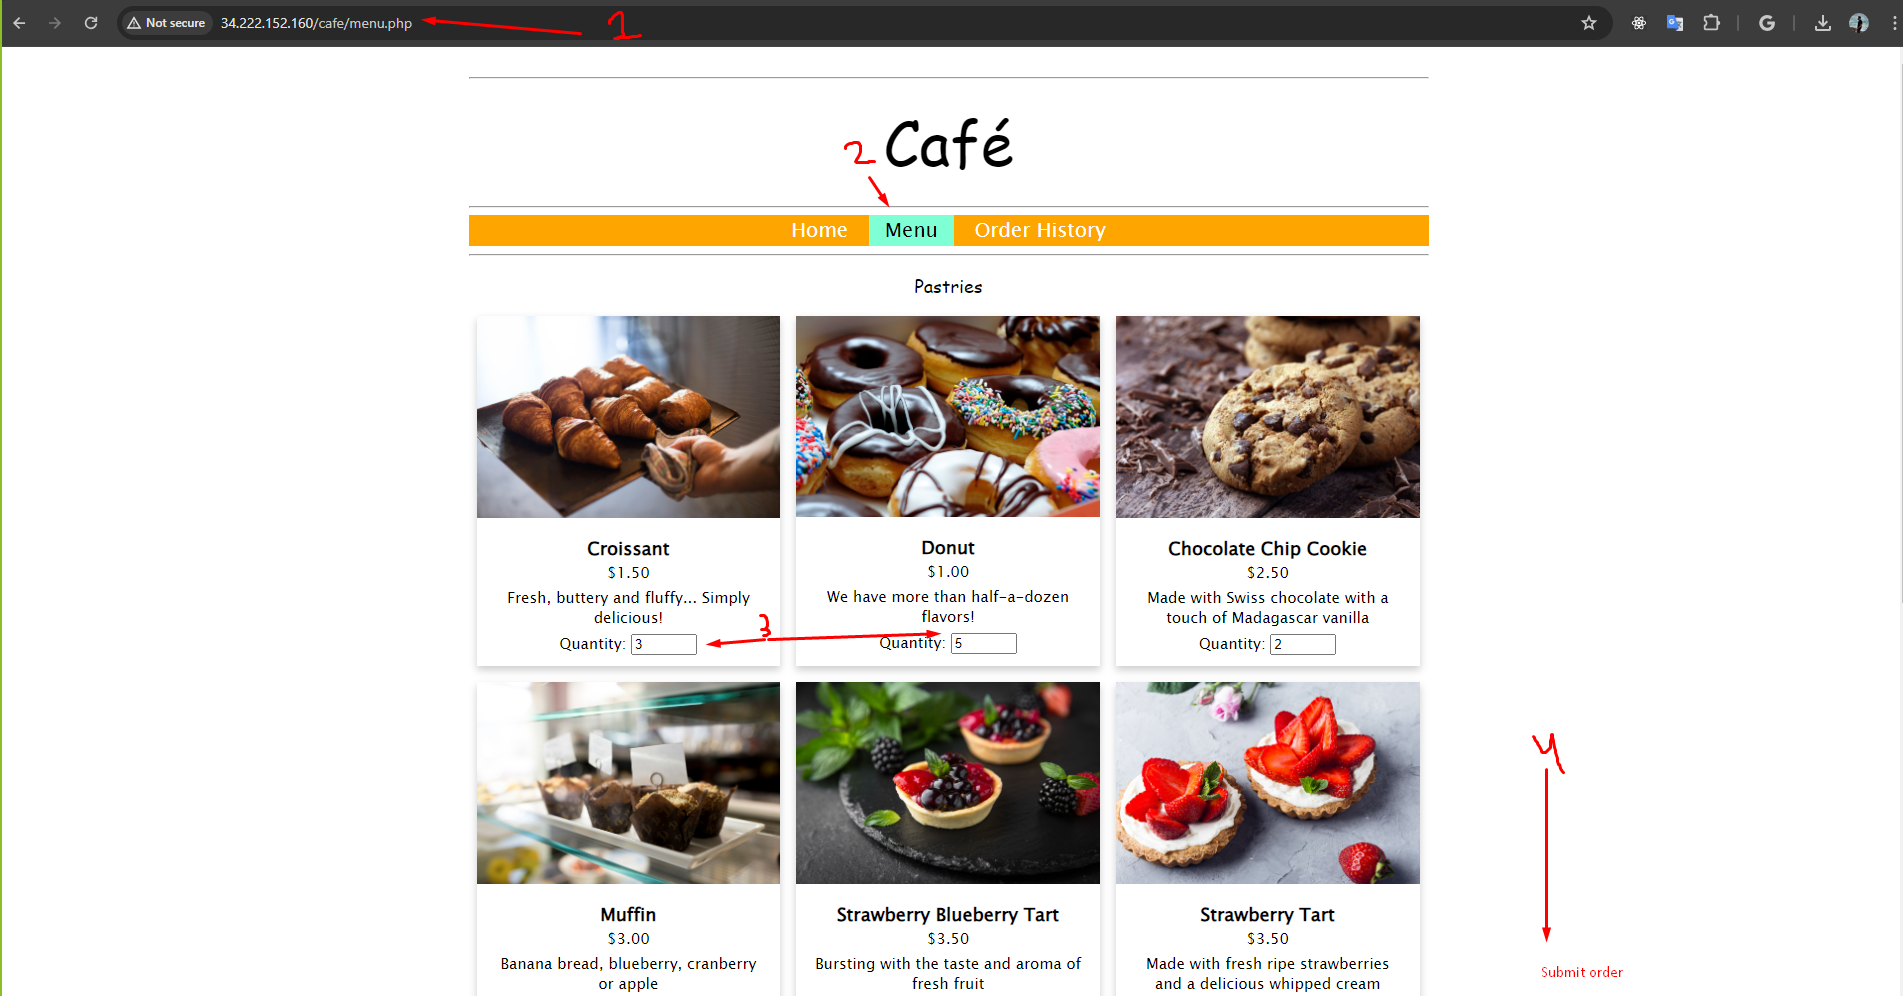 Not secure 34.222.152.160/cafe/menu.php
1
Café
2
Home Menu Order History
Pastries
Croissant
$1.50
Fresh, buttery and fluffy... Simply
delicious!
Quantity: 3
Donut
$1.00
We have more than half-a-dozen
flavors!
Quantity: 5
Chocolate Chip Cookie
$2.50
Made with Swiss chocolate with a
touch of Madagascar vanilla
Quantity: 2
3
Muffin
$3.00
Banana bread, blueberry, cranberry
or apple
Strawberry Blueberry Tart
$3.50
Bursting with the taste and aroma of
fresh fruit
Strawberry Tart
$3.50
Made with fresh ripe strawberries
and a delicious whipped cream
4
Submit order